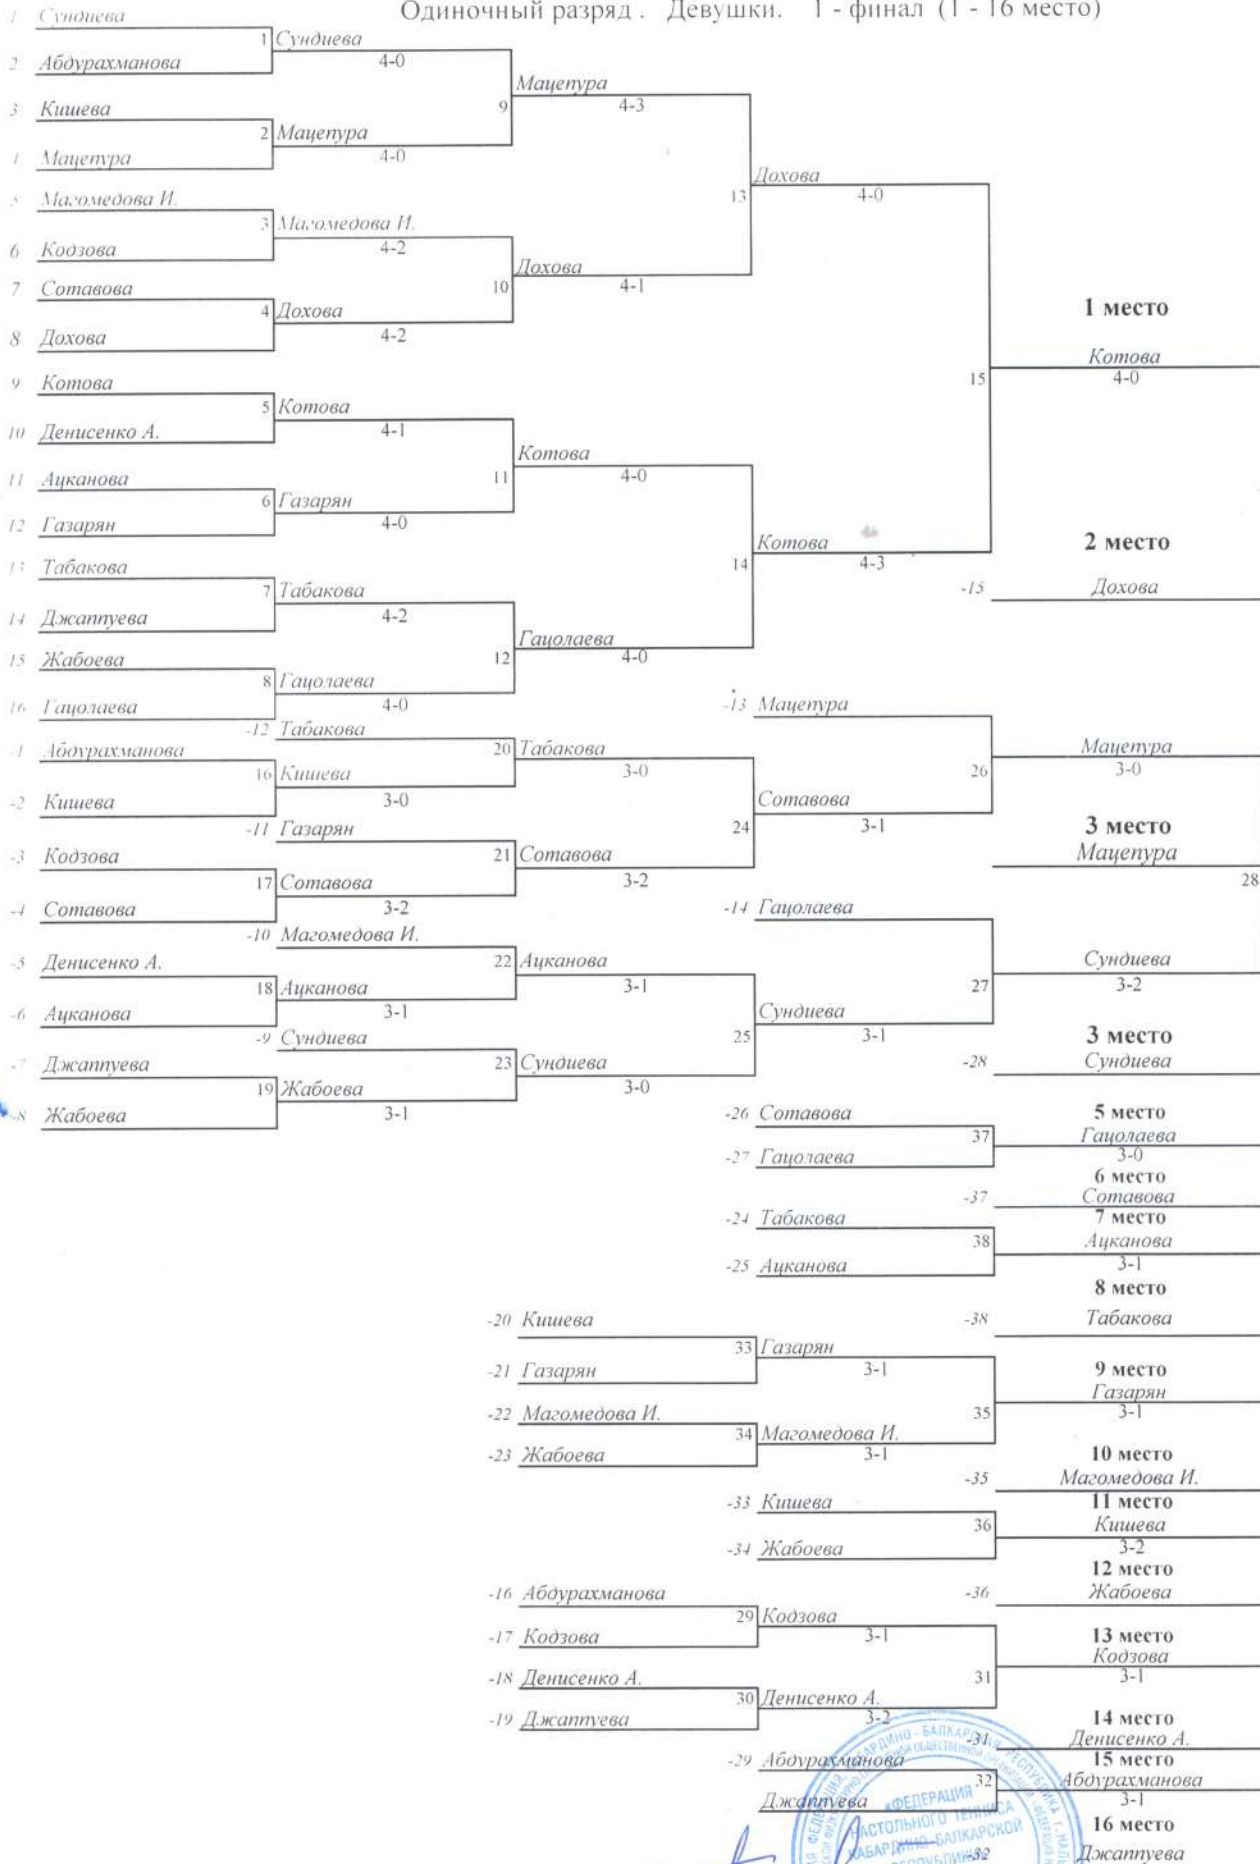 Одиночный разряд . Девушки. 1 - финал (1 - 16 место)
1 Сундиева
1 Сундиева
4-0
2 Абдурахманова
Мацепура
9 4-3
3 Кишева
2 Мацепура
4-0
Мацепура
Дохова
13 4-0
Магомедова И.
3 Магомедова И.
4-2
6 Кодзова
Дохова
10 4-1
7 Сотавова
4 Дохова
4-2
8 Дохова
1 место
Котова
15 4-0
9 Котова
5 Котова
4-1
10 Денисенко А.
Котова
11 4-0
11 Ацканова
6 Газарян
4-0
12 Газарян
Котова
14 4-3
2 место
-15 Дохова
13 Табакова
7 Табакова
4-2
14 Джаппуева
Гацолаева
12 4-0
15 Жабоева
8 Гацолаева
4-0
16 Гацолаева
-13 Мацепура
-12 Табакова
-1 Абдурахманова
20 Табакова
3-0
Мацепура
26 3-0
16 Кишева
3-0
-2 Кишева
Сотавова
24 3-1
-11 Газарян
3 место
Мацепура
28
-3 Кодзова
21 Сотавова
3-2
17 Сотавова
3-2
-4 Сотавова
-14 Гацолаева
-10 Магомедова И.
-5 Денисенко А.
22 Ацканова
3-1
Сундиева
27 3-2
18 Ацканова
3-1
-6 Ацканова
Сундиева
25 3-1
-9 Сундиева
3 место
-28 Сундиева
-7 Джаппуева
23 Сундиева
3-0
19 Жабоева
3-1
-8 Жабоева
-26 Сотавова
5 место
37 Гацолаева
3-0
-27 Гацолаева
6 место
-37 Сотавова
-24 Табакова
7 место
38 Ацканова
3-1
-25 Ацканова
8 место
-38 Табакова
-20 Кишева
33 Газарян
3-1
-21 Газарян
9 место
Газарян
35 3-1
-22 Магомедова И.
34 Магомедова И.
3-1
-23 Жабоева
10 место
-35 Магомедова И.
-33 Кишева
11 место
36 Кишева
3-2
-34 Жабоева
12 место
-36 Жабоева
-16 Абдурахманова
29 Кодзова
3-1
-17 Кодзова
13 место
Кодзова
31 3-1
-18 Денисенко А.
30 Денисенко А.
3-2
-19 Джаппуева
14 место
-31 Денисенко А.
-29 Абдурахманова
15 место
32 Абдурахманова
3-1
Джаппуева
16 место
-32 Джаппуева
«ФЕДЕРАЦИЯ
НАСТОЛЬНОГО ТЕННИСА
КАБАРДИНО-БАЛКАРСКОЙ